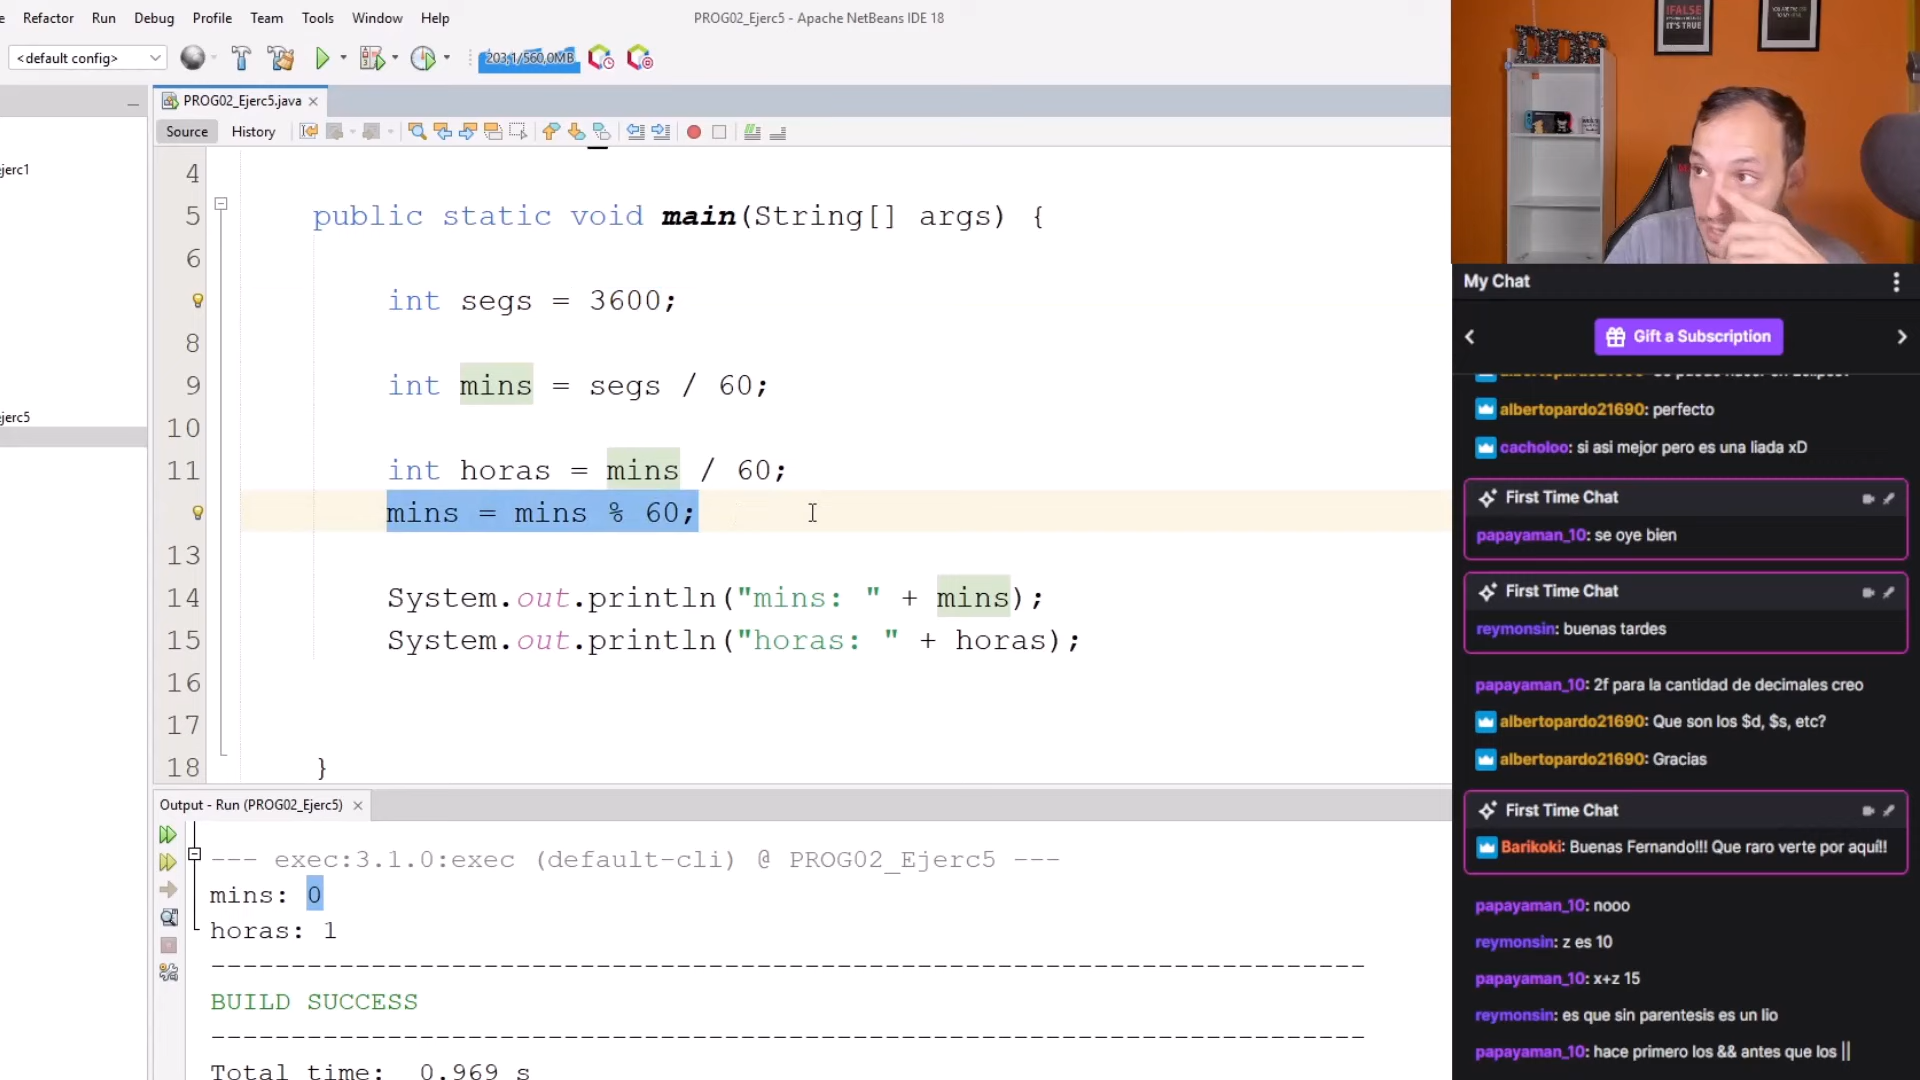 Refactor Run Debug Profile Team Tools Window Help
PROG02_Ejerc5 - Apache NetBeans IDE 18
<default config>
203,1/560,0MB
PROG02_Ejerc5.java
Source History
ejerc1
ejerc5
4
5 public static void main(String[] args) {
6
int segs = 3600;
8
9 int mins = segs / 60;
10
11 int horas = mins / 60;
mins = mins % 60;
13
14 System.out.println("mins: " + mins);
15 System.out.println("horas: " + horas);
16
17
18 }
Output - Run (PROG02_Ejerc5)
--- exec:3.1.0:exec (default-cli) @ PROG02_Ejerc5 ---
mins: 0
horas: 1
------------------------------------------------------------------------
BUILD SUCCESS
------------------------------------------------------------------------
Total time: 0.969 s
!FALSE
IT'S TRUE
My Chat
Gift a Subscription
albertopardo21690: perfecto
cacholoo: si asi mejor pero es una liada xD
First Time Chat
papayaman_10: se oye bien
First Time Chat
reymonsin: buenas tardes
papayaman_10: 2f para la cantidad de decimales creo
albertopardo21690: Que son los $d, $s, etc?
albertopardo21690: Gracias
First Time Chat
Barikoki: Buenas Fernando!!! Que raro verte por aqui!!
papayaman_10: nooo
reymonsin: z es 10
papayaman_10: x+z 15
reymonsin: es que sin parentesis es un lio
papayaman_10: hace primero los && antes que los ||